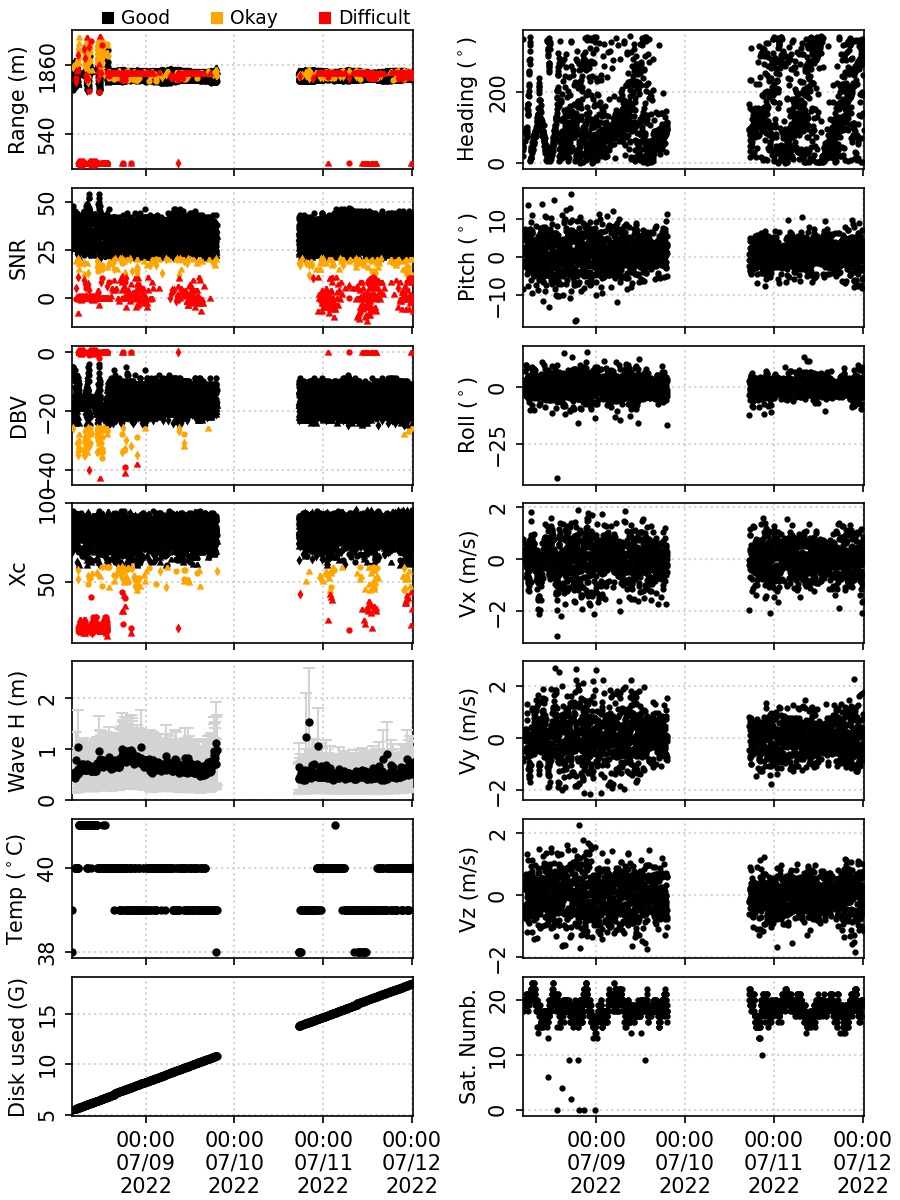 Good Okay Difficult
Range (m)
1860
540
Heading (°)
200
0
SNR
50
25
0
Pitch (°)
10
0
−10
DBV
0
−20
−40
Roll (°)
0
−25
Xc
100
50
Vx (m/s)
2
0
−2
Wave H (m)
2
1
0
Vy (m/s)
2
0
−2
Temp (°C)
40
38
Vz (m/s)
2
0
−2
Disk used (G)
15
10
5
Sat. Numb.
20
10
0
00:00 00:00 00:00 00:00
07/09 07/10 07/11 07/12
2022 2022 2022 2022
00:00 00:00 00:00 00:00
07/09 07/10 07/11 07/12
2022 2022 2022 2022